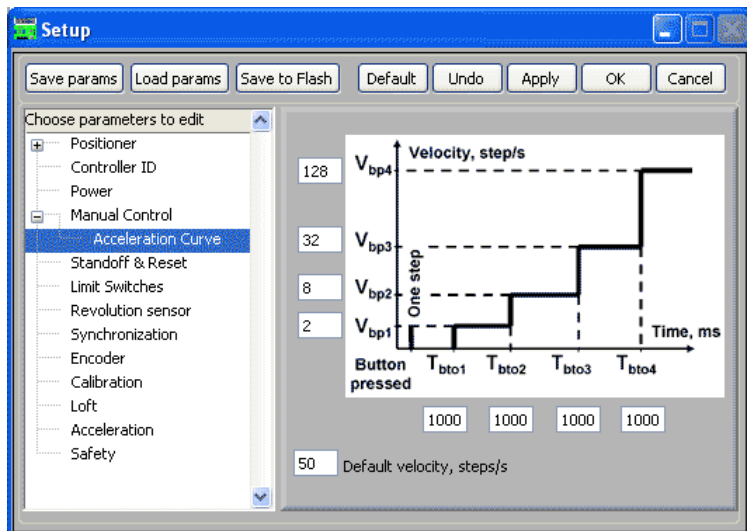 Setup
Save params Load params Save to Flash Default Undo Apply OK Cancel
Choose parameters to edit
Positioner
Controller ID
Power
Manual Control
Acceleration Curve
Standoff & Reset
Limit Switches
Revolution sensor
Synchronization
Encoder
Calibration
Loft
Acceleration
Safety
Velocity, step/s
128 Vbp4
32 Vbp3
8 Vbp2
2 Vbp1
One step
Time, ms
Button pressed
Tbto1 Tbto2 Tbto3 Tbto4
1000 1000 1000 1000
50 Default velocity, steps/s